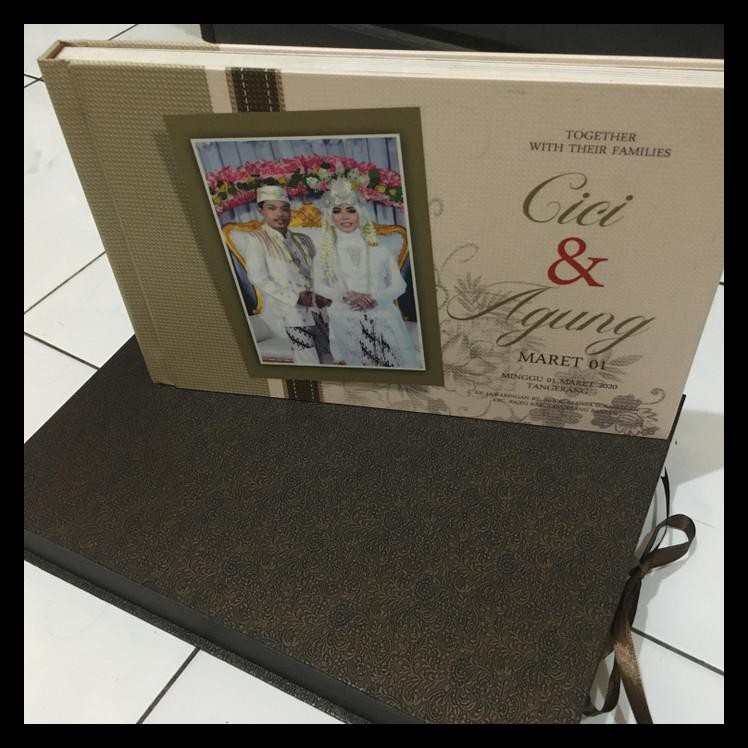 TOGETHER
WITH THEIR FAMILIES
Cici
&
Agung
MARET 01
MINGGU 01 MARET 2020
TANGERANG